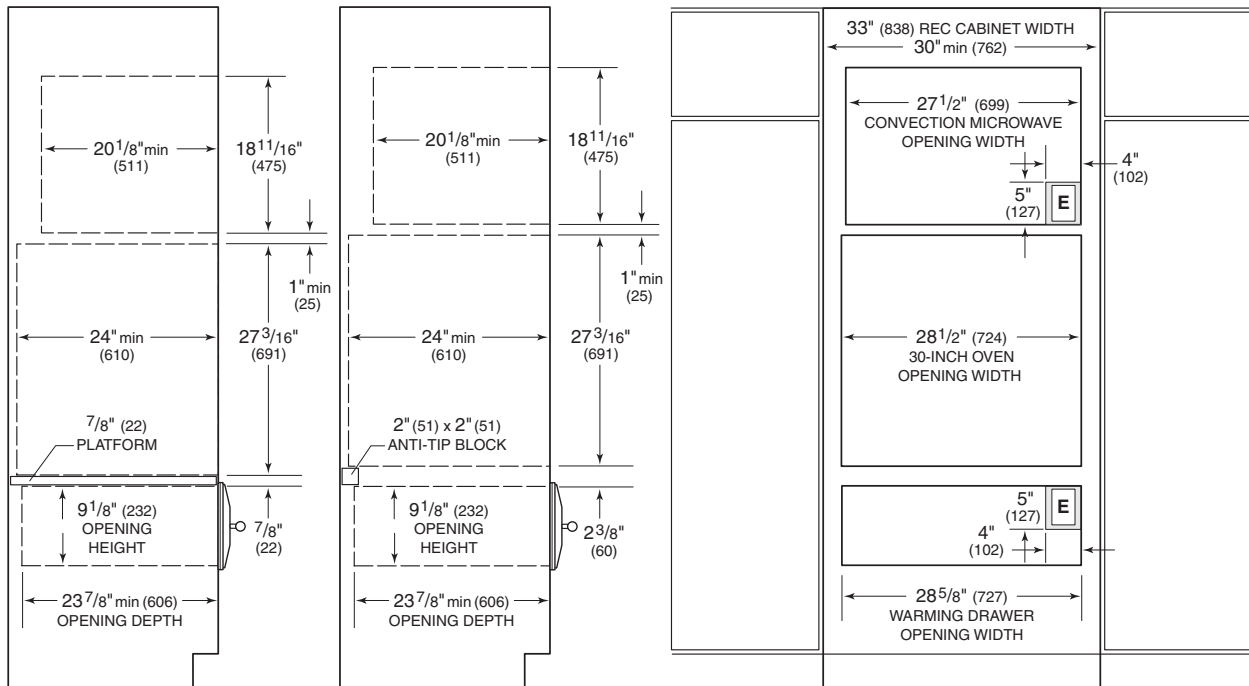 20 1/8" min
(511)
18 11/16"
(475)
1" min
(25)
24" min
(610)
27 3/16"
(691)
7/8" (22)
PLATFORM
9 1/8" (232)
OPENING
HEIGHT
7/8"
(22)
23 7/8" min (606)
OPENING DEPTH
20 1/8" min
(511)
18 11/16"
(475)
1" min
(25)
24" min
(610)
27 3/16"
(691)
2" (51) x 2" (51)
ANTI-TIP BLOCK
9 1/8" (232)
OPENING
HEIGHT
2 3/8"
(60)
23 7/8" min (606)
OPENING DEPTH
33" (838) REC CABINET WIDTH
30" min (762)
27 1/2" (699)
CONVECTION MICROWAVE
OPENING WIDTH
4"
(102)
5"
(127)
E
28 1/2" (724)
30-INCH OVEN
OPENING WIDTH
5"
(127)
E
4"
(102)
28 5/8" (727)
WARMING DRAWER
OPENING WIDTH